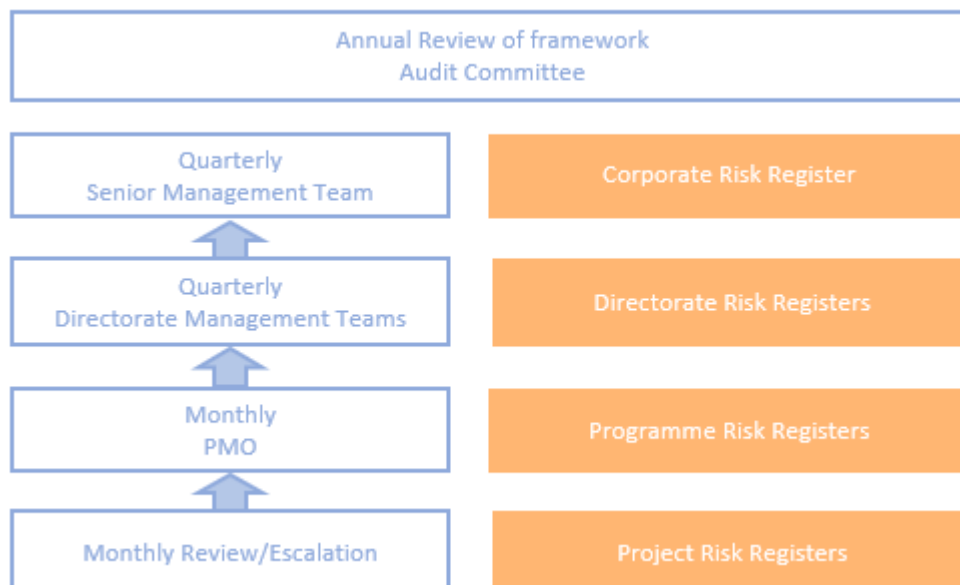 Annual Review of framework
Audit Committee
Quarterly
Senior Management Team
Corporate Risk Register
Quarterly
Directorate Management Teams
Directorate Risk Registers
Monthly
PMO
Programme Risk Registers
Monthly Review/Escalation
Project Risk Registers